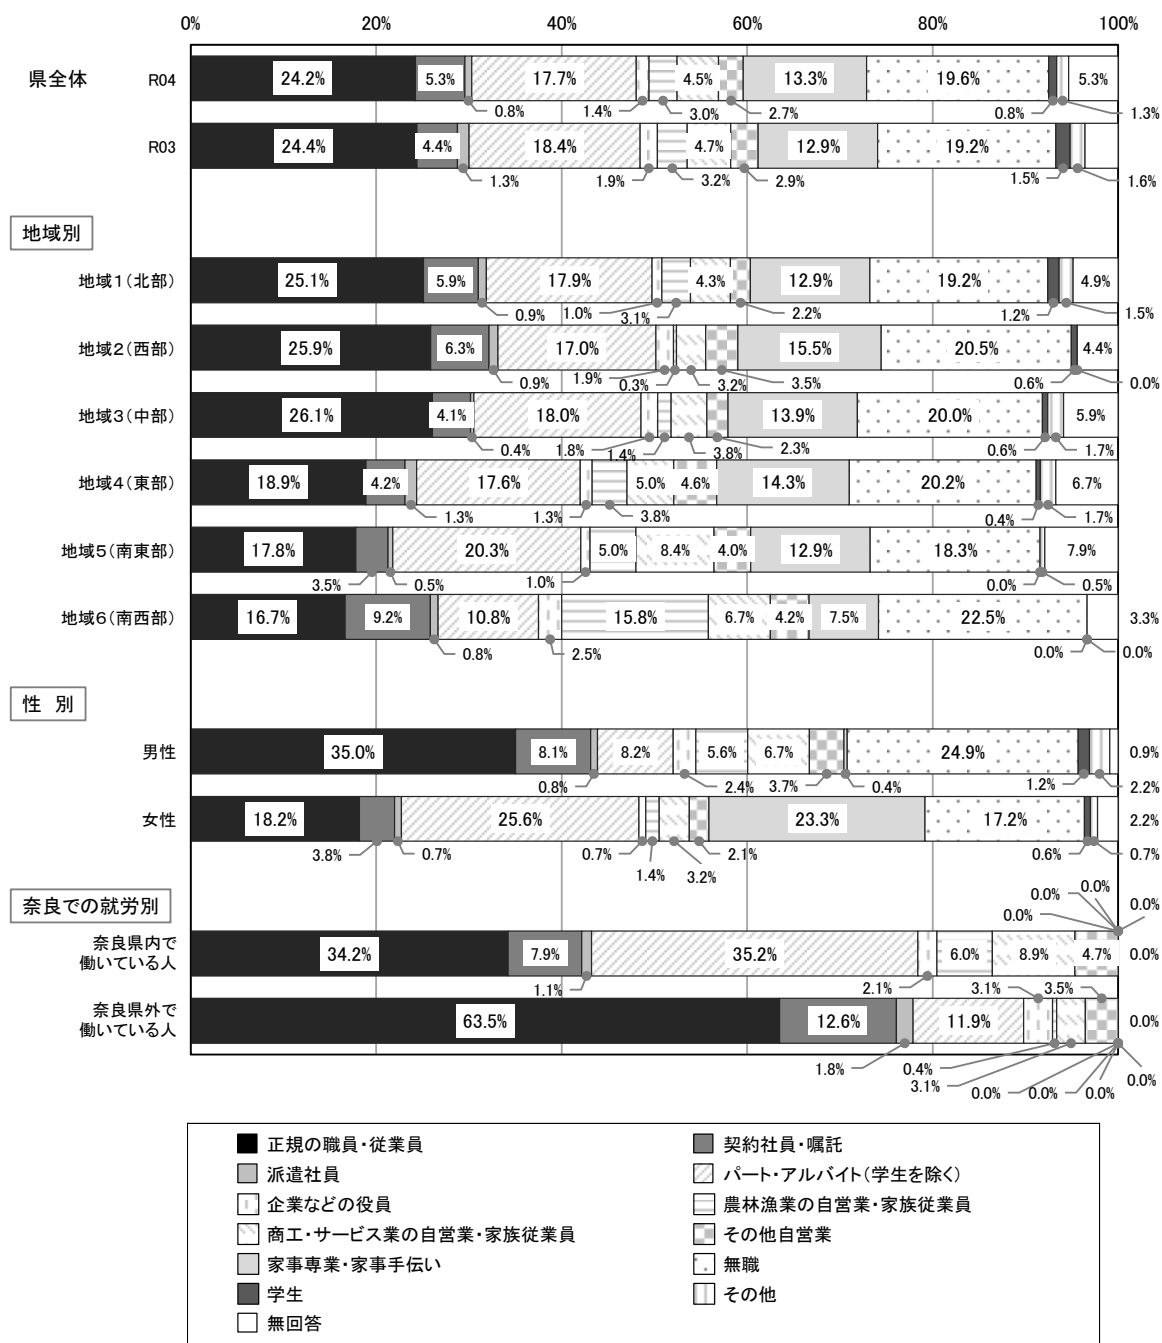 0% 20% 40% 60% 80% 100%
県全体 R04 24.2% 5.3% 17.7% 4.5% 13.3% 19.6% 5.3%
0.8% 1.4% 3.0% 2.7% 0.8% 1.3%
R03 24.4% 4.4% 18.4% 4.7% 12.9% 19.2%
1.3% 1.9% 3.2% 2.9% 1.5% 1.6%
地域別
地域1(北部) 25.1% 5.9% 17.9% 4.3% 12.9% 19.2% 4.9%
0.9% 1.0% 3.1% 2.2% 1.2% 1.5%
地域2(西部) 25.9% 6.3% 17.0% 15.5% 20.5% 4.4%
0.9% 1.9% 0.3% 3.2% 3.5% 0.6% 0.0%
地域3(中部) 26.1% 4.1% 18.0% 13.9% 20.0% 5.9%
0.4% 1.8% 1.4% 3.8% 2.3% 0.6% 1.7%
地域4(東部) 18.9% 4.2% 17.6% 5.0% 4.6% 14.3% 20.2% 6.7%
1.3% 1.3% 3.8% 0.4% 1.7%
地域5(南東部) 17.8% 20.3% 5.0% 8.4% 4.0% 12.9% 18.3% 7.9%
3.5% 0.5% 1.0% 0.0% 0.5%
地域6(南西部) 16.7% 9.2% 10.8% 15.8% 6.7% 4.2% 7.5% 22.5% 3.3%
0.8% 2.5% 0.0% 0.0%
性 別
男性 35.0% 8.1% 8.2% 5.6% 6.7% 24.9% 0.9%
0.8% 2.4% 3.7% 0.4% 1.2% 2.2%
女性 18.2% 25.6% 23.3% 17.2% 2.2%
3.8% 0.7% 0.7% 1.4% 3.2% 2.1% 0.6% 0.7%
奈良での就労別
0.0% 0.0% 0.0%
奈良県内で
働いている人
34.2% 7.9% 35.2% 6.0% 8.9% 4.7% 0.0%
1.1% 2.1% 3.1% 3.5%
奈良県外で
働いている人
63.5% 12.6% 11.9% 0.0%
1.8% 0.4% 3.1% 0.0% 0.0% 0.0% 0.0%
正規の職員・従業員 契約社員・嘱託
派遣社員 パート・アルバイト(学生を除く)
企業などの役員 農林漁業の自営業・家族従業員
商工・サービス業の自営業・家族従業員 その他自営業
家事専業・家事手伝い 無職
学生 その他
無回答